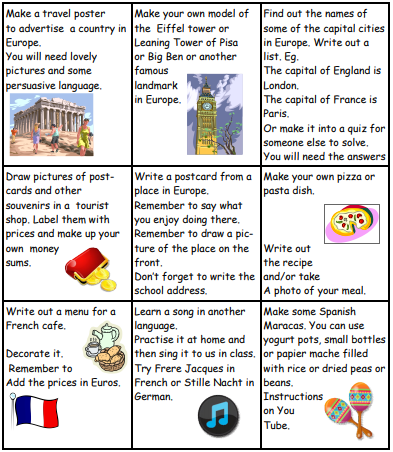 Make a travel poster
to advertise a country in
Europe.
You will need lovely
pictures and some
persuasive language.
Make your own model of
the Eiffel tower or
Leaning Tower of Pisa
or Big Ben or another
famous
landmark
in Europe.
Find out the names of
some of the capital cities
in Europe. Write out a
list. Eg.
The capital of England is
London.
The capital of France is
Paris.
Or make it into a quiz for
someone else to solve.
You will need the answers
Draw pictures of post-
cards and other
souvenirs in a tourist
shop. Label them with
prices and make up your
own money
sums.
Write a postcard from a
place in Europe.
Remember to say what
you enjoy doing there.
Remember to draw a pic-
ture of the place on the
front.
Don't forget to write the
school address.
Make your own pizza or
pasta dish.
Write out
the recipe
and/or take
A photo of your meal.
Write out a menu for a
French cafe.
Decorate it.
Remember to
Add the prices in Euros.
Learn a song in another
language.
Practise it at home and
then sing it to us in class.
Try Frere Jacques in
French or Stille Nacht in
German.
Make some Spanish
Maracas. You can use
yogurt pots, small bottles
or papier mache filled
with rice or dried peas or
beans.
Instructions
on You
Tube.